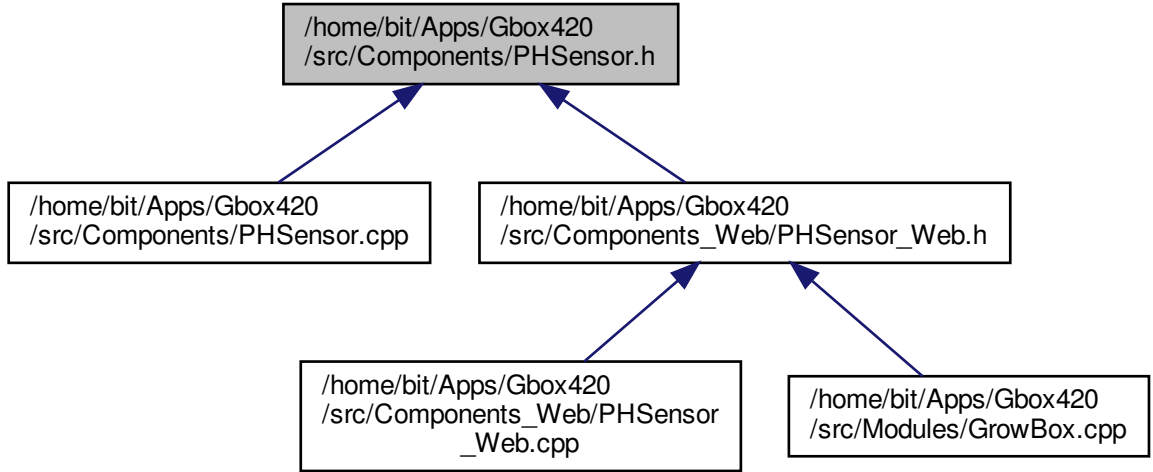 /home/bit/Apps/Gbox420
/src/Components/PHSensor.h
/home/bit/Apps/Gbox420
/src/Components/PHSensor.cpp
/home/bit/Apps/Gbox420
/src/Components_Web/PHSensor_Web.h
/home/bit/Apps/Gbox420
/src/Components_Web/PHSensor
_Web.cpp
/home/bit/Apps/Gbox420
/src/Modules/GrowBox.cpp